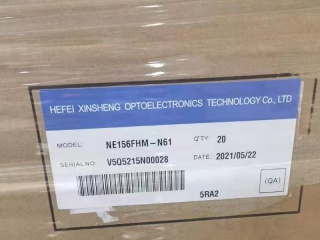 HEFEI XINSHENG OPTOELECTRONICS TECHNOLOGY Co., LTD
MODEL: NE156FHM-N61 Q'TY: 20
SERIAL NO: V5Q5215N00028 DATE: 2021/05/22
(QA)
5RA2